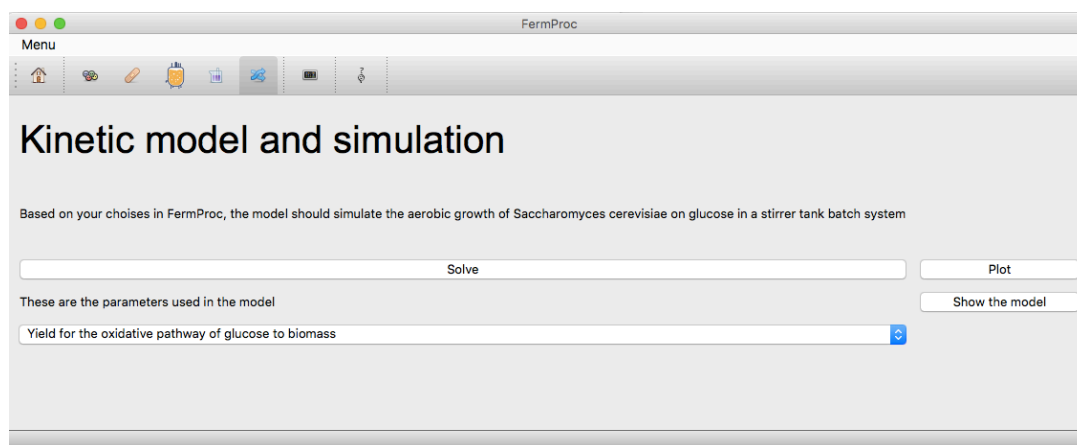 FermProc
Menu
Kinetic model and simulation
Based on your choises in FermProc, the model should simulate the aerobic growth of Saccharomyces cerevisiae on glucose in a stirrer tank batch system
Solve
Plot
These are the parameters used in the model
Show the model
Yield for the oxidative pathway of glucose to biomass